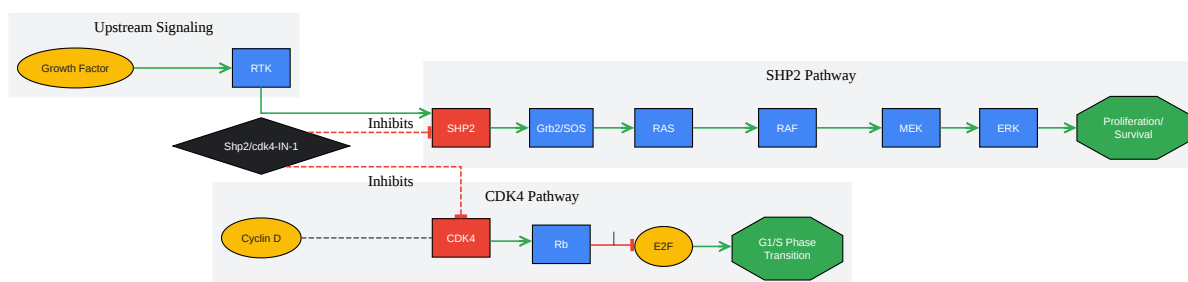 Upstream Signaling
Growth Factor
RTK
SHP2 Pathway
Inhibits
SHP2
Grb2/SOS
RAS
RAF
MEK
ERK
Proliferation/
Survival
Shp2/cdk4-IN-1
Inhibits
CDK4 Pathway
Cyclin D
CDK4
Rb
E2F
G1/S Phase
Transition